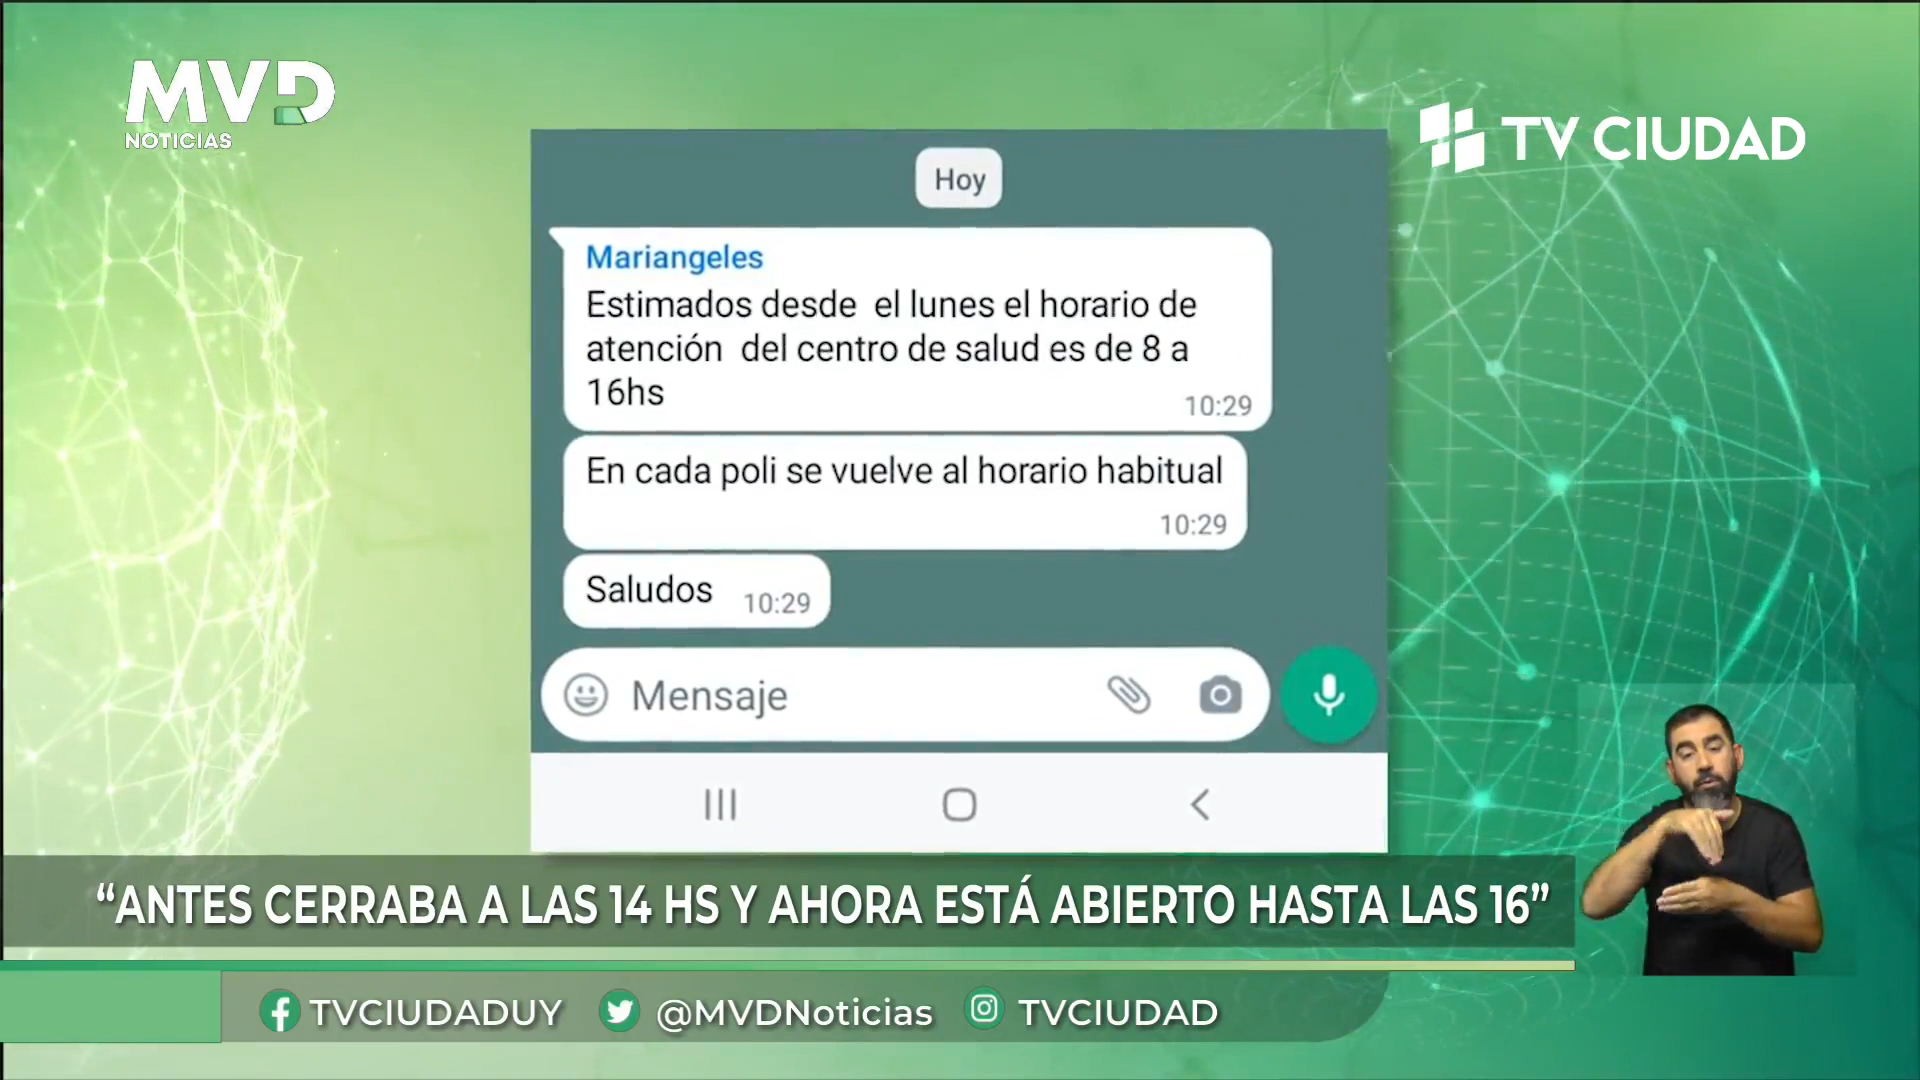 MVD
NOTICIAS
TV CIUDAD
Hoy
Mariangeles
Estimados desde  el lunes el horario de
atención  del centro de salud es de 8 a
16hs
10:29
En cada poli se vuelve al horario habitual
10:29
Saludos 10:29
Mensaje
“ANTES CERRABA A LAS 14 HS Y AHORA ESTÁ ABIERTO HASTA LAS 16”
TVCIUDADUY @MVDNoticias TVCIUDAD